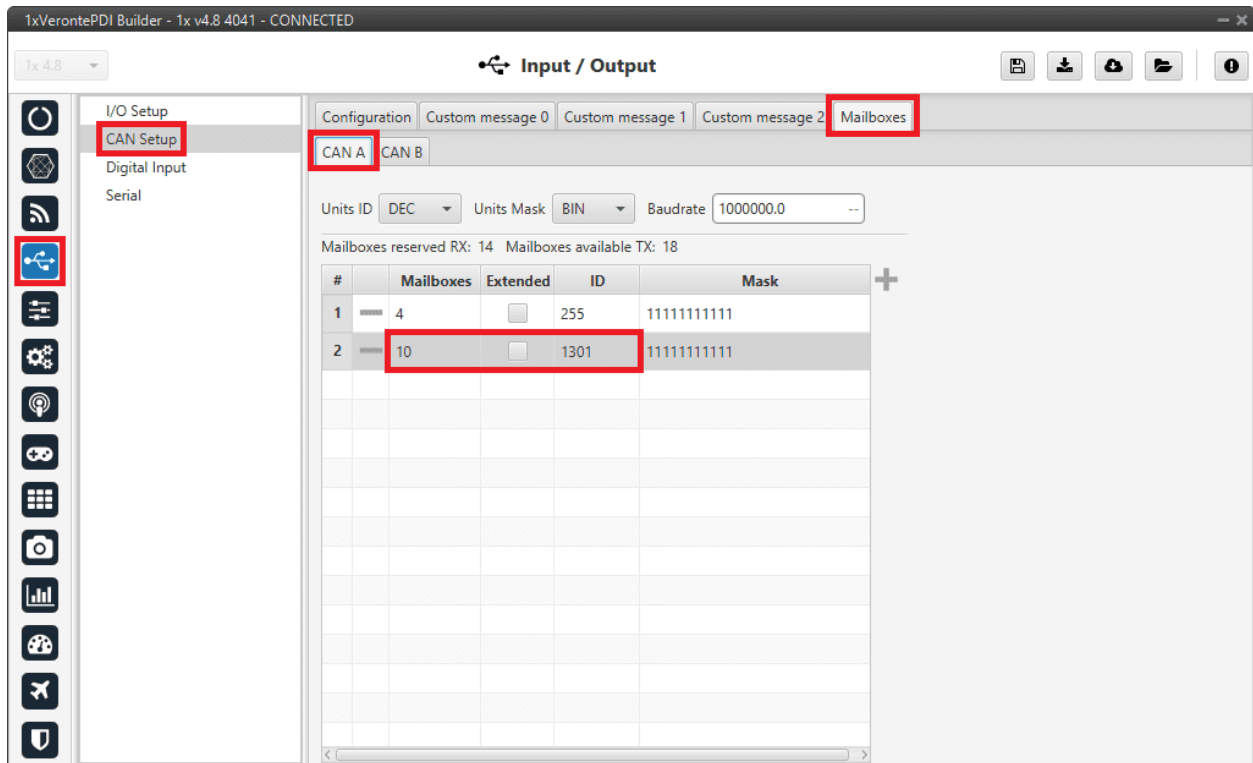 1xVerontePDI Builder - 1x v4.8 4041 - CONNECTED
1x 4.8
Input / Output
I/O Setup
CAN Setup
Digital Input
Serial
Configuration Custom message 0 Custom message 1 Custom message 2 Mailboxes
CAN A CAN B
Units ID DEC Units Mask BIN Baudrate 1000000.0 --
Mailboxes reserved RX: 14 Mailboxes available TX: 18
# Mailboxes Extended ID Mask
1 4 255 11111111111
2 10 1301 11111111111